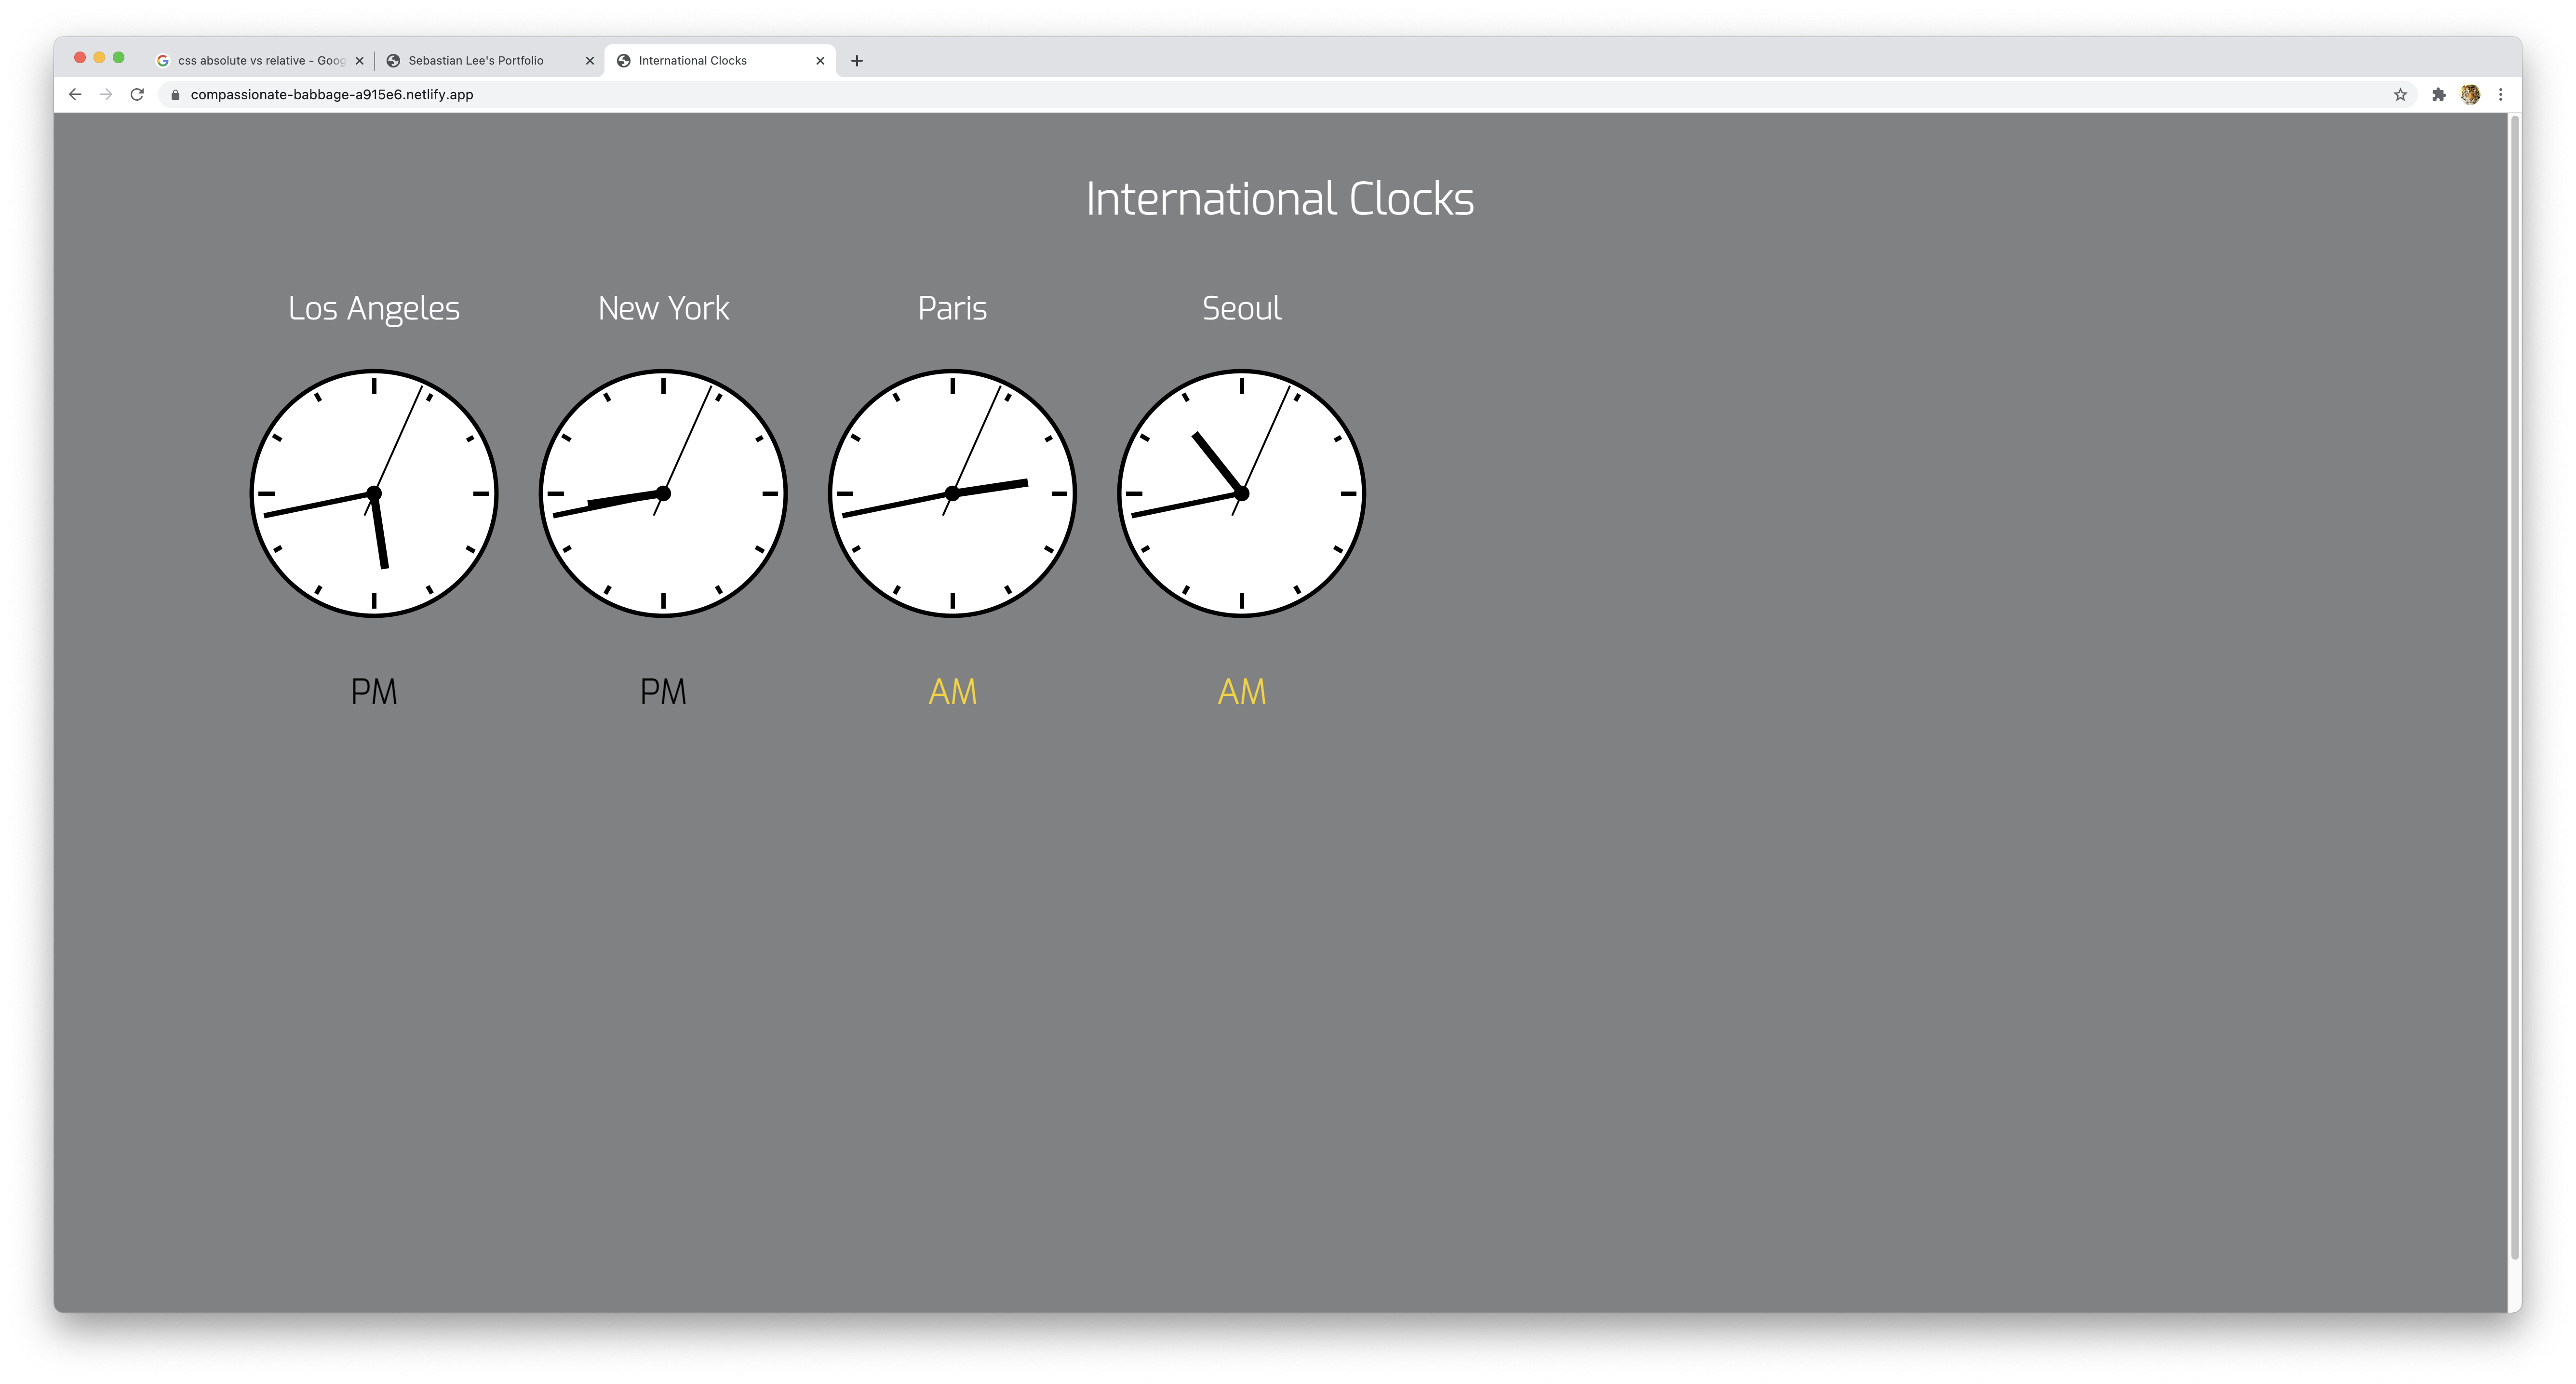 css absolute vs relative - Goog
Sebastian Lee's Portfolio
International Clocks
compassionate-babbage-a915e6.netlify.app
International Clocks
Los Angeles
New York
Paris
Seoul
PM
PM
AM
AM